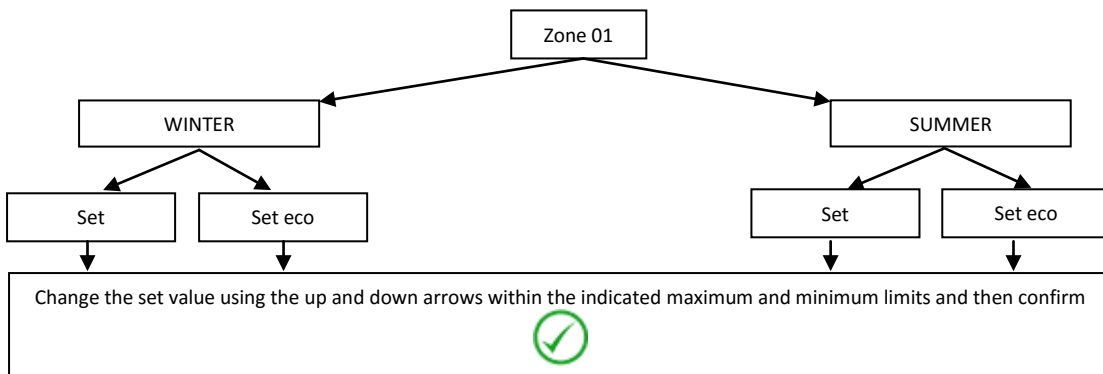 Zone 01
WINTER
SUMMER
Set
Set eco
Set
Set eco
Change the set value using the up and down arrows within the indicated maximum and minimum limits and then confirm